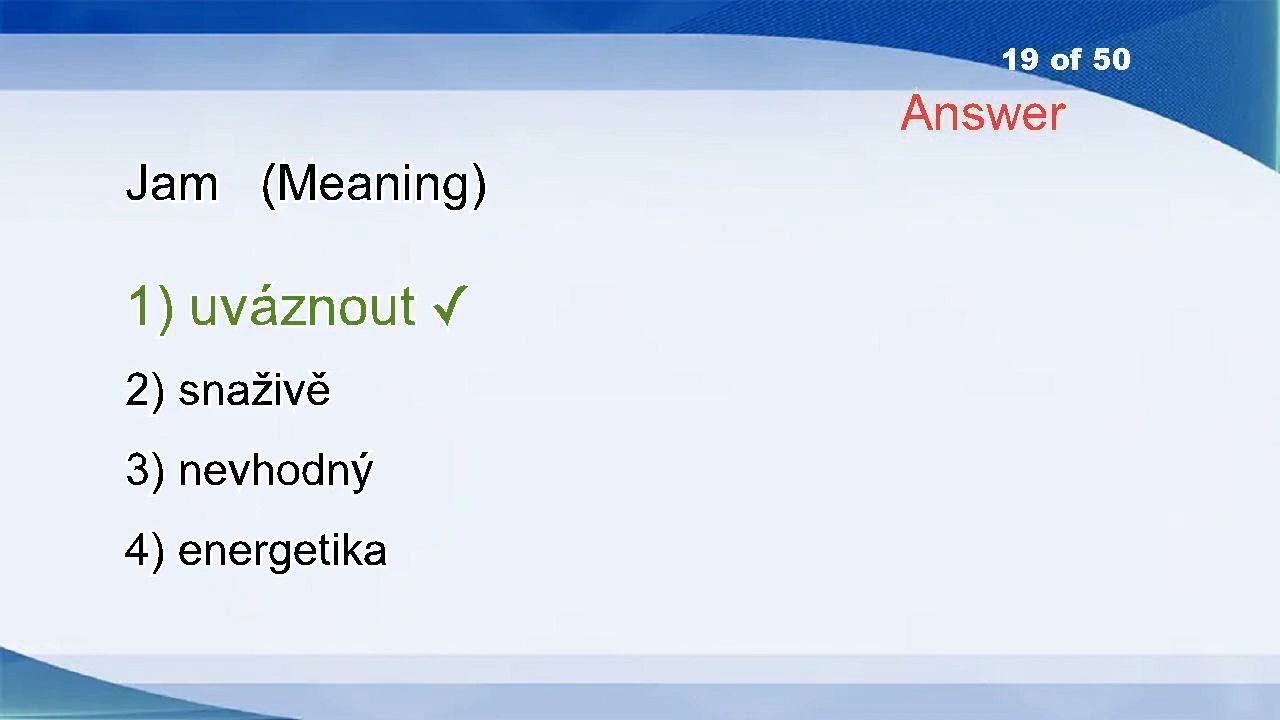 19 of 50
Answer
Jam (Meaning)
1) uváznout ✓
2) snaživě
3) nevhodný
4) energetika